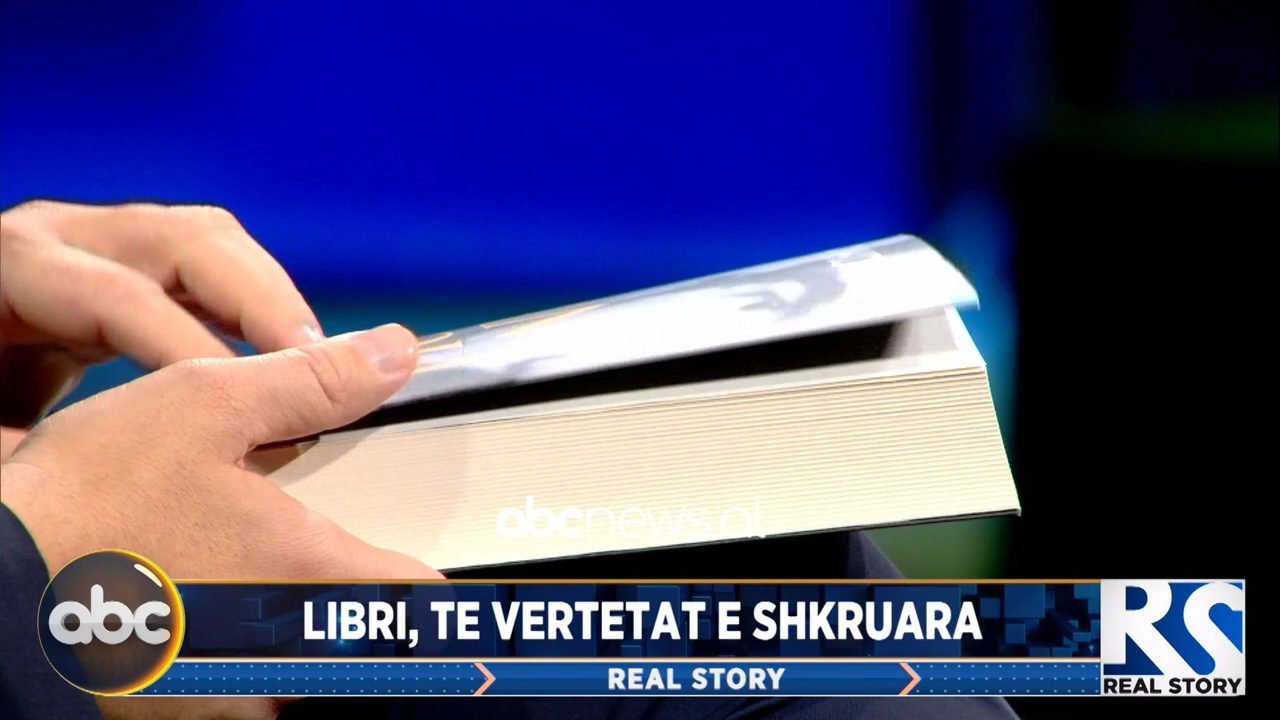 abcnews.al
abc
LIBRI, TE VERTETAT E SHKRUARA
REAL STORY
RS
REAL STORY